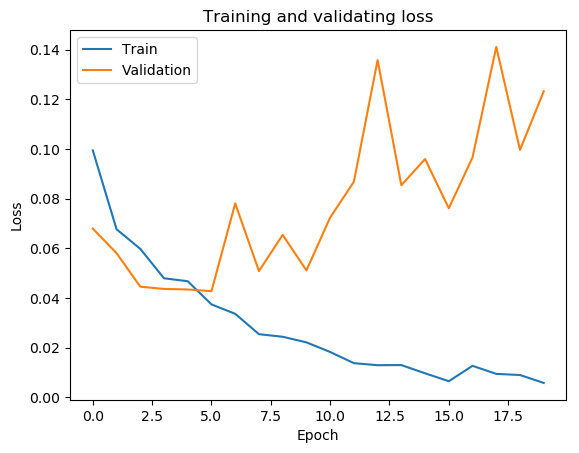 Training and validating loss
Train
Validation
0.14
0.12
0.10
0.08
0.06
0.04
0.02
0.00
Loss
0.0 2.5 5.0 7.5 10.0 12.5 15.0 17.5
Epoch